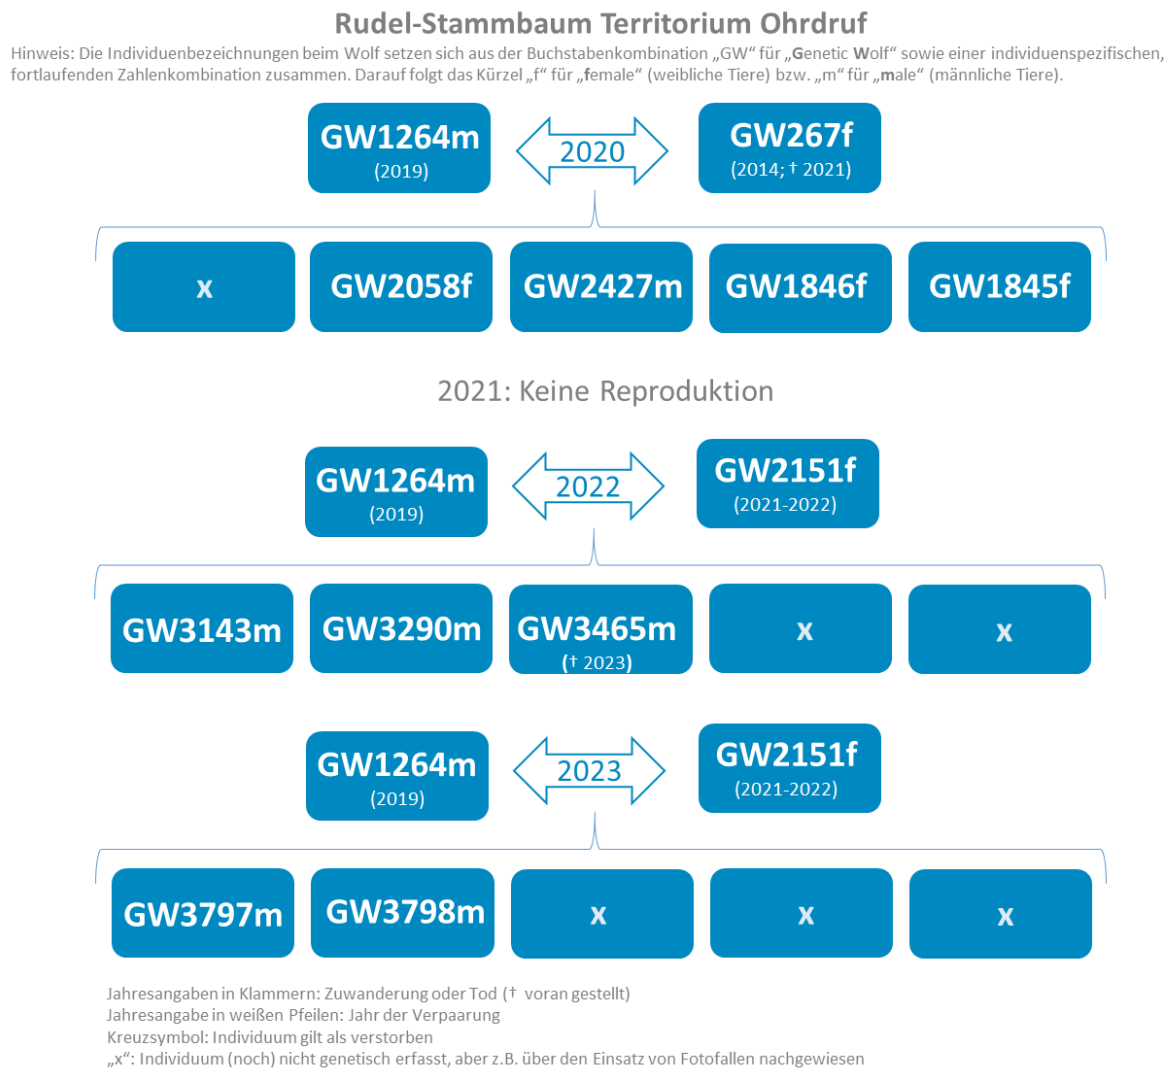 Rudel-Stammbaum Territorium Ohrdruf
Hinweis: Die Individuenbezeichnungen beim Wolf setzen sich aus der Buchstabenkombination „GW“ für „Genetic Wolf“ sowie einer individuenspezifischen,
fortlaufenden Zahlenkombination zusammen. Darauf folgt das Kürzel „f“ für „female“ (weibliche Tiere) bzw. „m“ für „male“ (männliche Tiere).
GW1264m
(2019)
2020
GW267f
(2014; † 2021)
x
GW2058f
GW2427m
GW1846f
GW1845f
2021: Keine Reproduktion
GW1264m
(2019)
2022
GW2151f
(2021-2022)
GW3143m
GW3290m
GW3465m
(† 2023)
x
x
GW1264m
(2019)
2023
GW2151f
(2021-2022)
GW3797m
GW3798m
x
x
x
Jahresangaben in Klammern: Zuwanderung oder Tod († voran gestellt)
Jahresangabe in weißen Pfeilen: Jahr der Verpaarung
Kreuzsymbol: Individuum gilt als verstorben
„x“: Individuum (noch) nicht genetisch erfasst, aber z.B. über den Einsatz von Fotofallen nachgewiesen